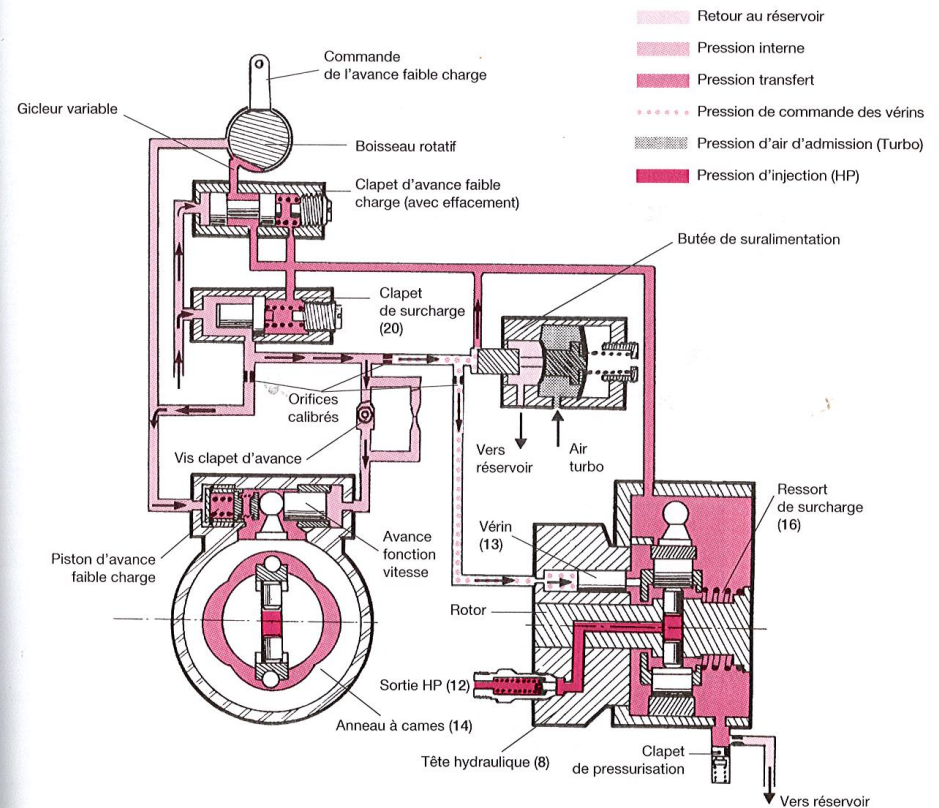 Retour au réservoir
Pression interne
Pression transfert
Pression de commande des vérins
Pression d'air d'admission (Turbo)
Pression d'injection (HP)
Commande
de l'avance faible charge
Gicleur variable
Boisseau rotatif
Clapet d'avance faible
charge (avec effacement)
Butée de suralimentation
Clapet
de surcharge
(20)
Orifices
calibrés
Vis clapet d'avance
Vers
réservoir
Air
turbo
Piston d'avance
faible charge
Avance
fonction
vitesse
Vérin
(13)
Ressort
de surcharge
(16)
Rotor
Sortie HP (12)
Anneau à cames (14)
Tête hydraulique (8)
Clapet
de pressurisation
Vers réservoir